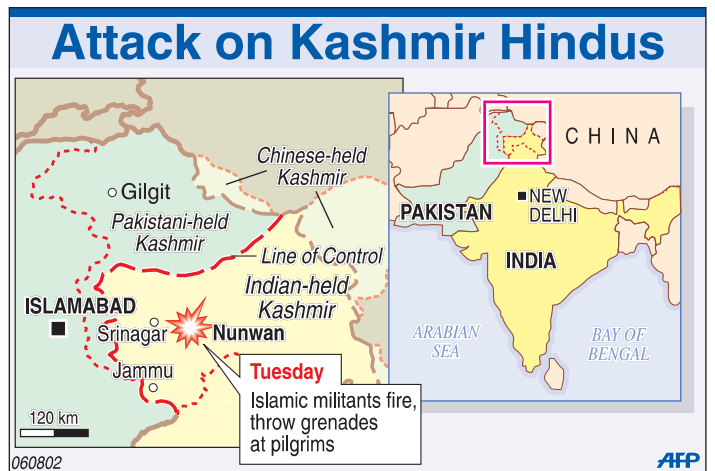 Attack on Kashmir Hindus
Chinese-held
Kashmir
Gilgit
Pakistani-held
Kashmir
Line of Control
Indian-held
Kashmir
ISLAMABAD
Srinagar
Nunwan
Jammu
Tuesday
Islamic militants fire,
throw grenades
at pilgrims
120 km
CHINA
NEW
DELHI
PAKISTAN
INDIA
ARABIAN
SEA
BAY OF
BENGAL
060802
AFP